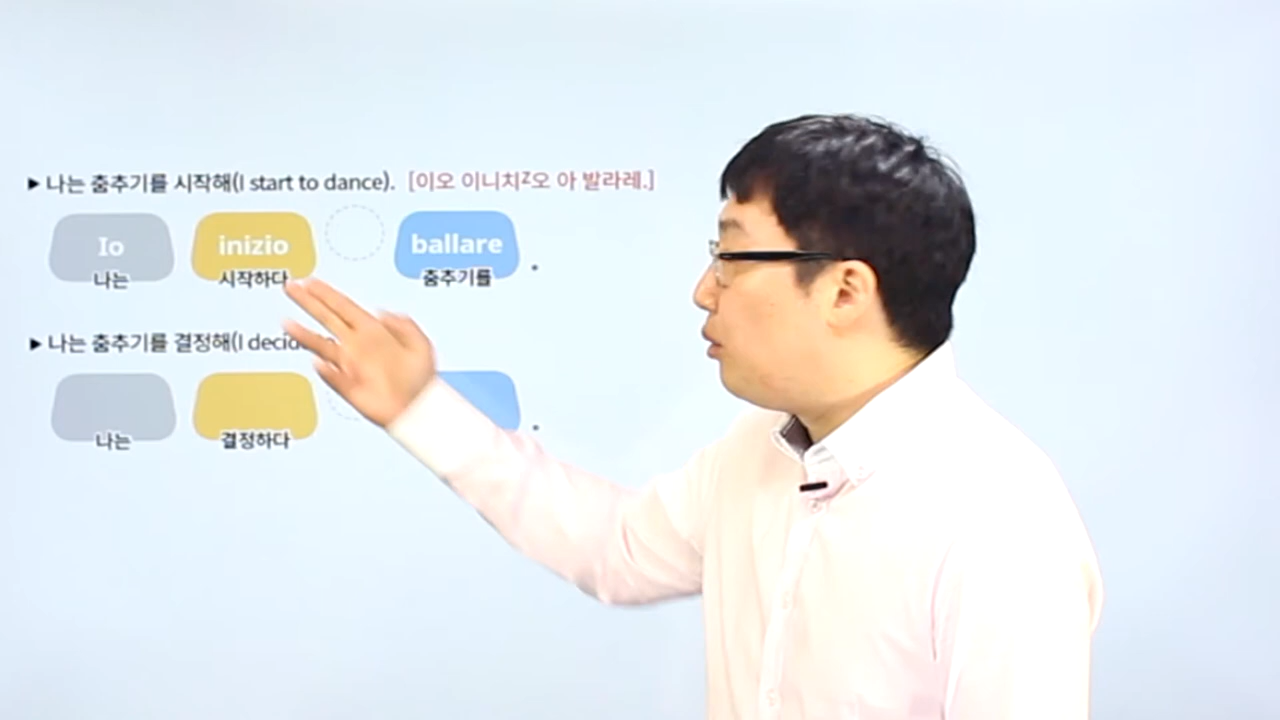 ▶ 나는 춤추기를 시작해(I start to dance). [이오 이니치ᶻ오 아 발라레.]
Io inizio ballare .
나는 시작하다 춤추기를
▶ 나는 춤추기를 결정해(I
.
나는 결정하다